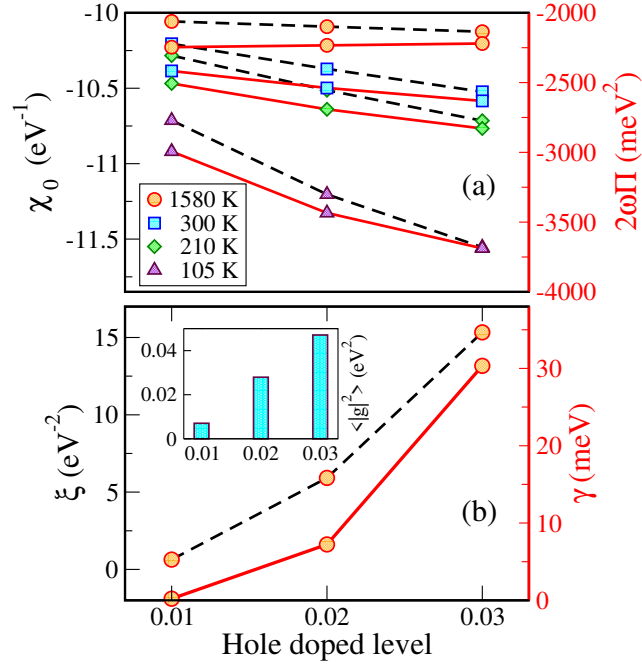 -10
-10.5
-11
-11.5
χ₀ (eV⁻¹)
-2000
-2500
-3000
-3500
-4000
2ωΠ (meV²)
(a)
1580 K
300 K
210 K
105 K
15
10
5
0
ξ (eV⁻²)
0.04
0.02
0
0.01 0.02 0.03
<|g|²> (eV²)
30
20
10
0
γ (meV)
(b)
0.01 0.02 0.03
Hole doped level